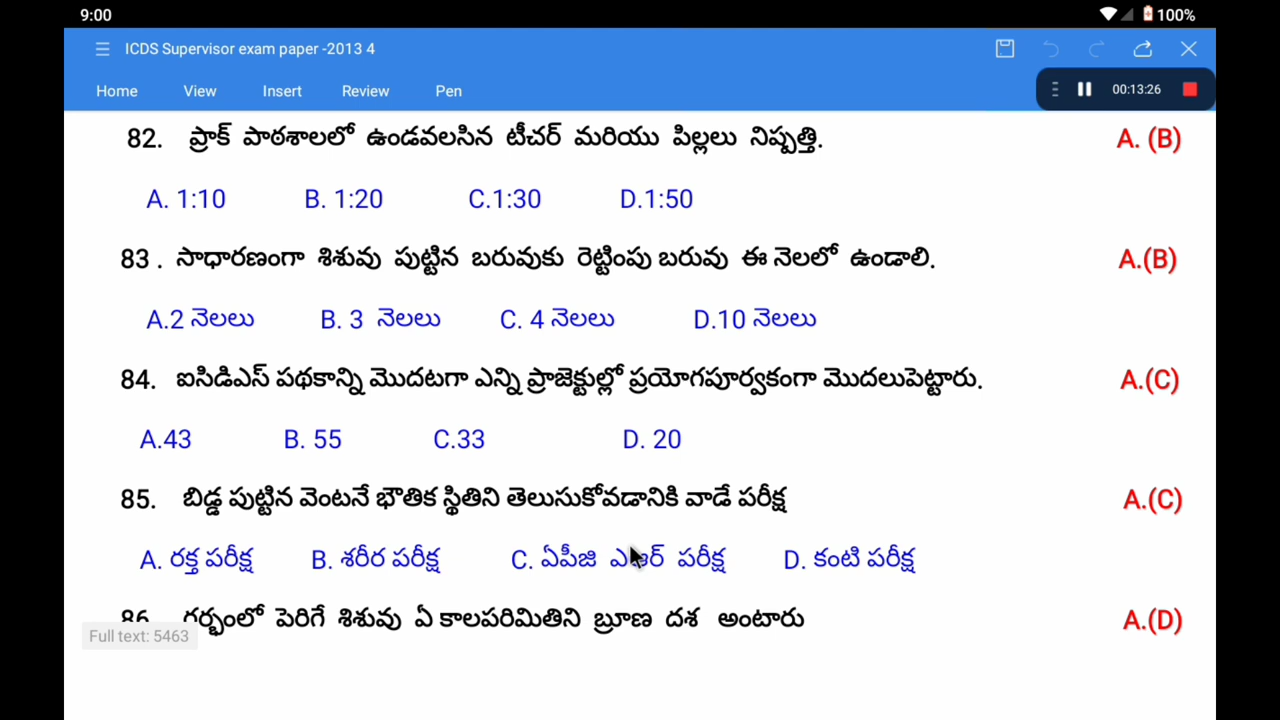 9:00
100%
ICDS Supervisor exam paper -2013 4
Home View Insert Review Pen
00:13:26
82. ప్రాక్ పాఠశాలలో ఉండవలసిన టీచర్ మరియు పిల్లలు నిష్పత్తి. A. (B)
A. 1:10 B. 1:20 C.1:30 D.1:50
83 . సాధారణంగా శిశువు పుట్టిన బరువుకు రెట్టింపు బరువు ఈ నెలలో ఉండాలి. A.(B)
A.2 నెలలు B. 3 నెలలు C. 4 నెలలు D.10 నెలలు
84. ఐసిడిఎస్ పథకాన్ని మొదటగా ఎన్ని ప్రాజెక్టుల్లో ప్రయోగపూర్వకంగా మొదలుపెట్టారు. A.(C)
A.43 B. 55 C.33 D. 20
85. బిడ్డ పుట్టిన వెంటనే భౌతిక స్థితిని తెలుసుకోవడానికి వాడే పరీక్ష A.(C)
A. రక్త పరీక్ష B. శరీర పరీక్ష C. ఏపీజి పరీక్ష D. కంటి పరీక్ష
86 గర్భంలో పెరిగే శిశువు ఏ కాలపరిమితిని బ్రూణ దశ అంటారు A.(D)
Full text: 5463